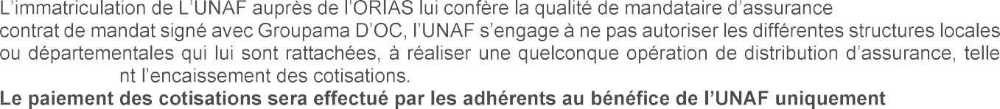 L’immatriculation de L’UNAF auprès de l’ORIAS lui confère la qualité de mandataire d’assurance
contrat de mandat signé avec Groupama D’OC, l’UNAF s’engage à ne pas autoriser les différentes structures locales
ou départementales qui lui sont rattachées, à réaliser une quelconque opération de distribution d’assurance, telle
nt l’encaissement des cotisations.
Le paiement des cotisations sera effectué par les adhérents au bénéfice de l’UNAF uniquement